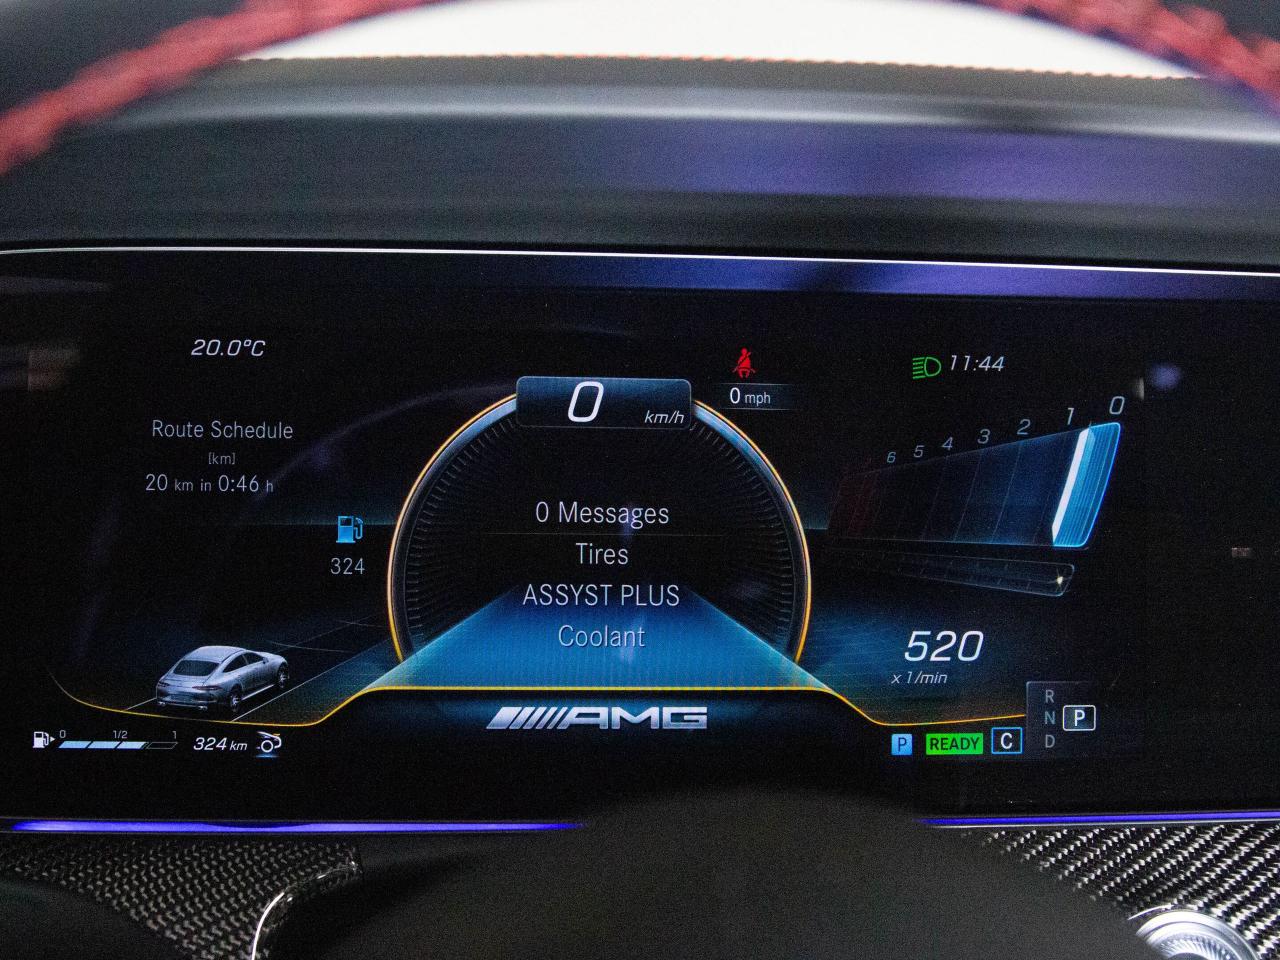 20.0°C
11:44
0
km/h
0 mph
Route Schedule
[km]
20 km in 0:46 h
6 5 4 3 2 1 0
324
0 Messages
Tires
ASSYST PLUS
Coolant
520
x 1/min
AMG
R
N
D
P
0 1/2 1
324 km
P
READY
C